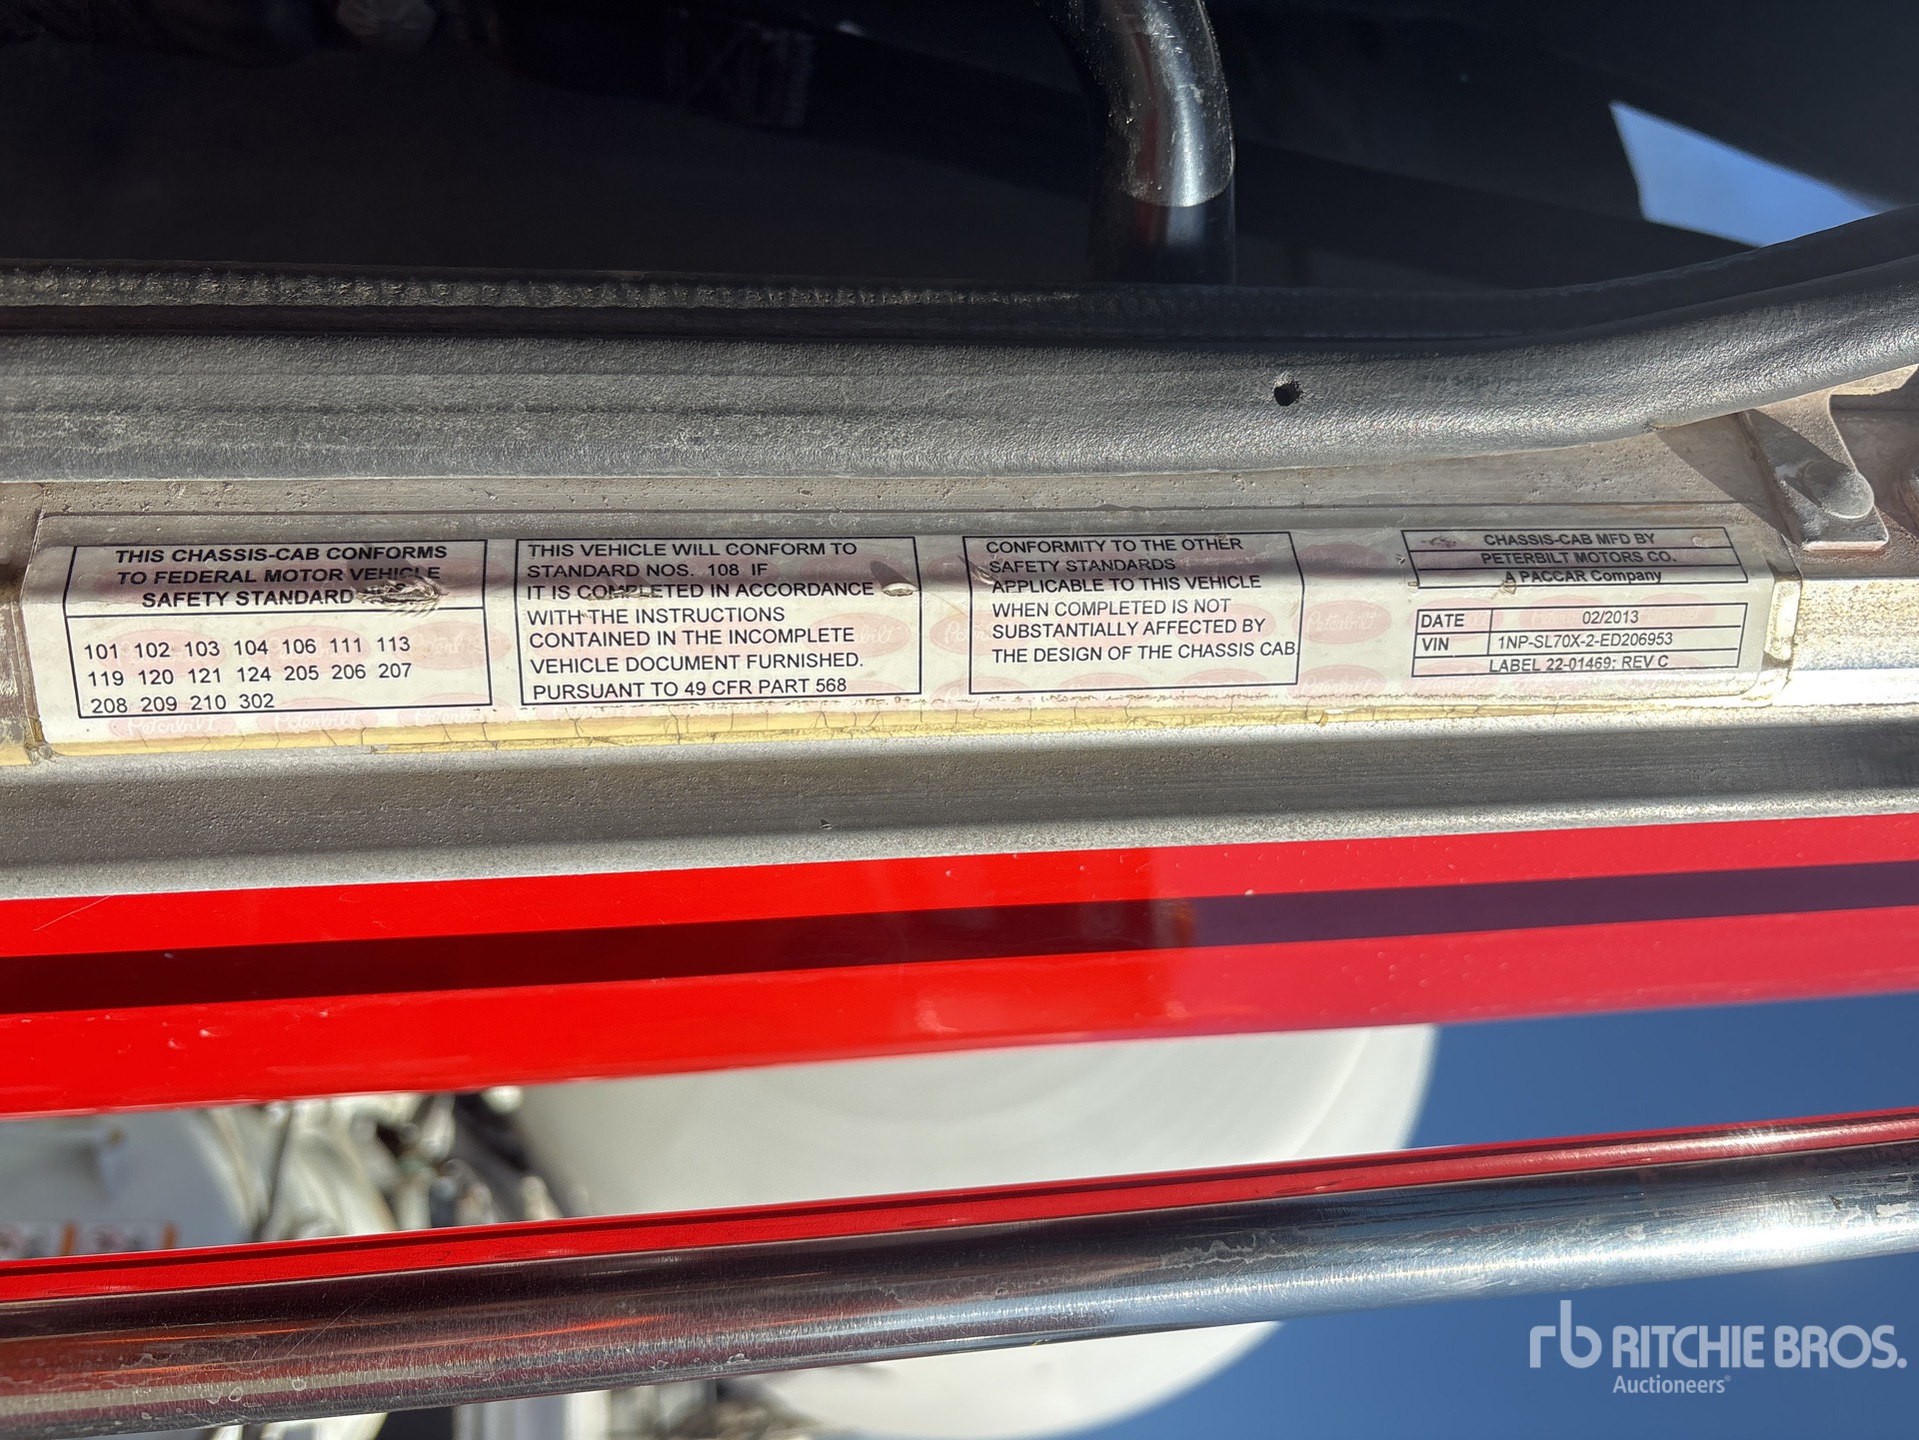 THIS CHASSIS-CAB CONFORMS
TO FEDERAL MOTOR VEHICLE
SAFETY STANDARD
101 102 103 104 106 111 113
119 120 121 124 205 206 207
208 209 210 302
THIS VEHICLE WILL CONFORM TO
STANDARD NOS. 108 IF
IT IS COMPLETED IN ACCORDANCE
WITH THE INSTRUCTIONS
CONTAINED IN THE INCOMPLETE
VEHICLE DOCUMENT FURNISHED.
PURSUANT TO 49 CFR PART 568
CONFORMITY TO THE OTHER
SAFETY STANDARDS
APPLICABLE TO THIS VEHICLE
WHEN COMPLETED IS NOT
SUBSTANTIALLY AFFECTED BY
THE DESIGN OF THE CHASSIS CAB
CHASSIS-CAB MFD BY
PETERBILT MOTORS CO.
A PACCAR Company
DATE 02/2013
VIN 1NP-SL70X-2-ED206953
LABEL 22-01469; REV C
Peterbilt Peterbilt
rb RITCHIE BROS.
Auctioneers